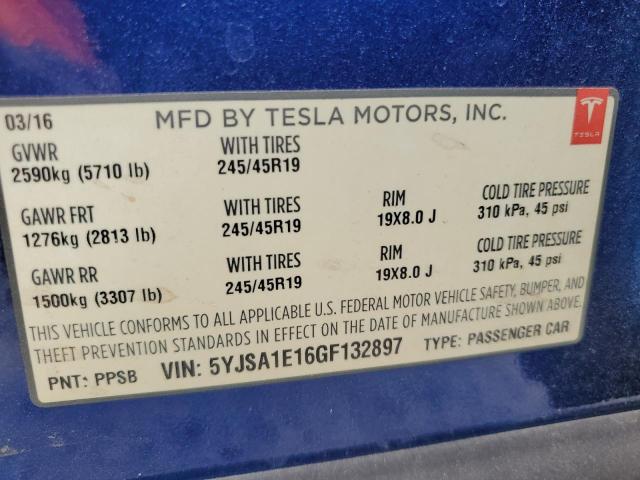 03/16 MFD BY TESLA MOTORS, INC.
TESLA
GVWR WITH TIRES
2590kg (5710 lb) 245/45R19
GAWR FRT WITH TIRES RIM COLD TIRE PRESSURE
1276kg (2813 lb) 245/45R19 19X8.0 J 310 kPa, 45 psi
GAWR RR WITH TIRES RIM COLD TIRE PRESSURE
1500kg (3307 lb) 245/45R19 19X8.0 J 310 kPa, 45 psi
THIS VEHICLE CONFORMS TO ALL APPLICABLE U.S. FEDERAL MOTOR VEHICLE SAFETY, BUMPER, AND
THEFT PREVENTION STANDARDS IN EFFECT ON THE DATE OF MANUFACTURE SHOWN ABOVE.
PNT: PPSB VIN: 5YJSA1E16GF132897 TYPE: PASSENGER CAR